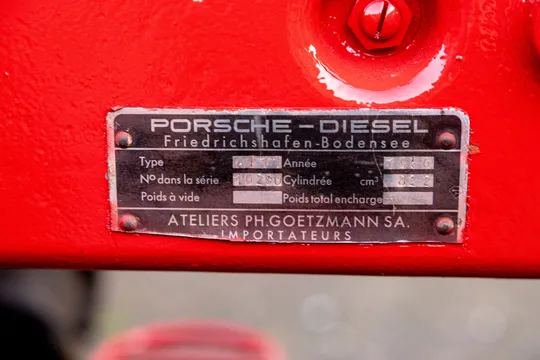 PORSCHE-DIESEL
Friedrichshafen-Bodensee
Type Année
Nº dans la série Cylindrée cm³ 822
Poids à vide Poids total encharge
ATELIERS PH.GOETZMANN SA.
IMPORTATEURS